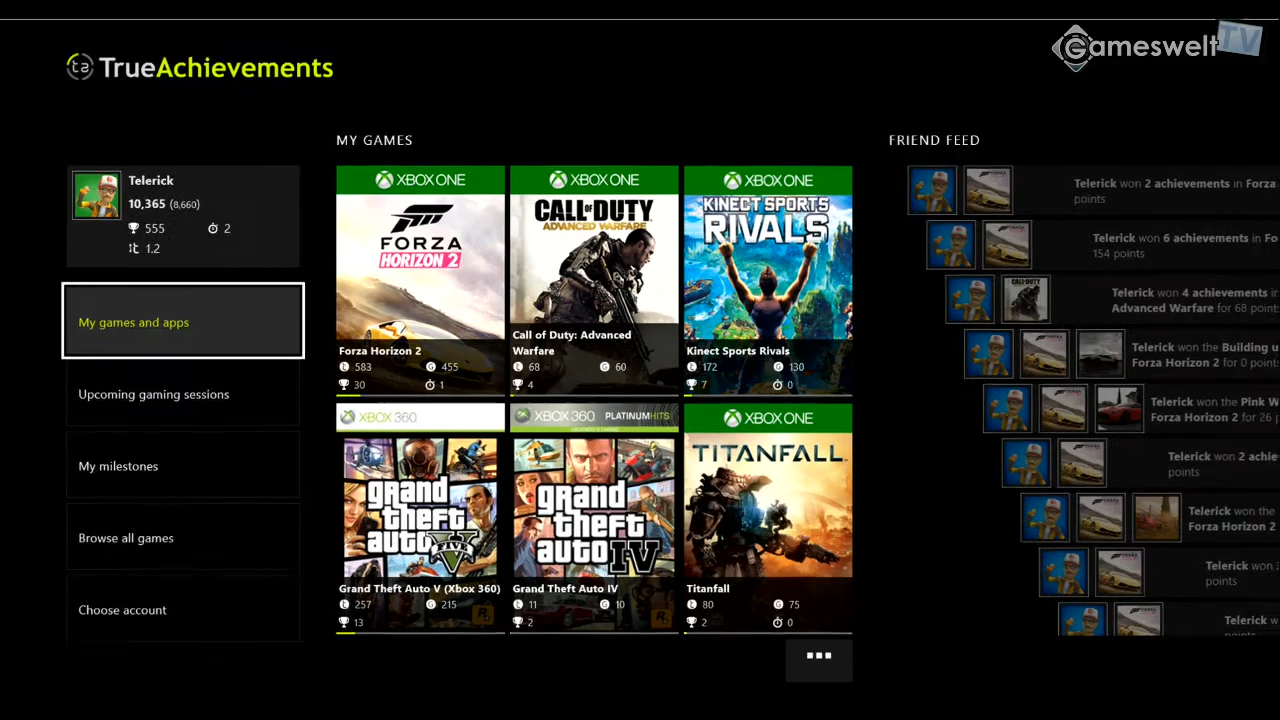 TrueAchievements
Gameswelt TV
MY GAMES
FRIEND FEED
Telerick
10,365 (8,660)
555 2
1.2
My games and apps
Upcoming gaming sessions
My milestones
Browse all games
Choose account
XBOX ONE
FORZA
HORIZON 2
Forza Horizon 2
583 455
30 1
XBOX ONE
CALL OF DUTY
ADVANCED WARFARE
Call of Duty: Advanced
Warfare
68 60
4
XBOX ONE
KINECT SPORTS
RIVALS
Kinect Sports Rivals
172 130
7 0
XBOX 360
grand
theft
auto V
FIVE
Grand Theft Auto V (Xbox 360)
257 215
13
XBOX 360 PLATINUM HITS
grand
theft
auto IV
Grand Theft Auto IV
11 10
2
XBOX ONE
TITANFALL
Titanfall
80 75
2 0
Telerick won 2 achievements in Forza
points
Telerick won 6 achievements in Fo
154 points
Telerick won 4 achievements in
Advanced Warfare for 68 points
Telerick won the Building u
Forza Horizon 2 for 0 points
Telerick won the Pink W
Forza Horizon 2 for 26 p
Telerick won 2 achie
points
Telerick won the
Forza Horizon 2
Telerick won
points
Telerick w
points